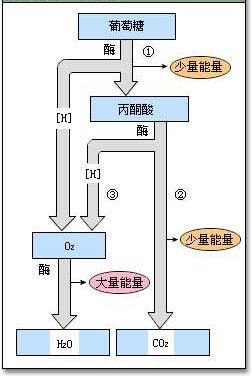 葡萄糖
酶
①
少量能量
[H]
丙酮酸
酶
[H]
③
②
O₂
少量能量
酶
大量能量
H₂O
CO₂